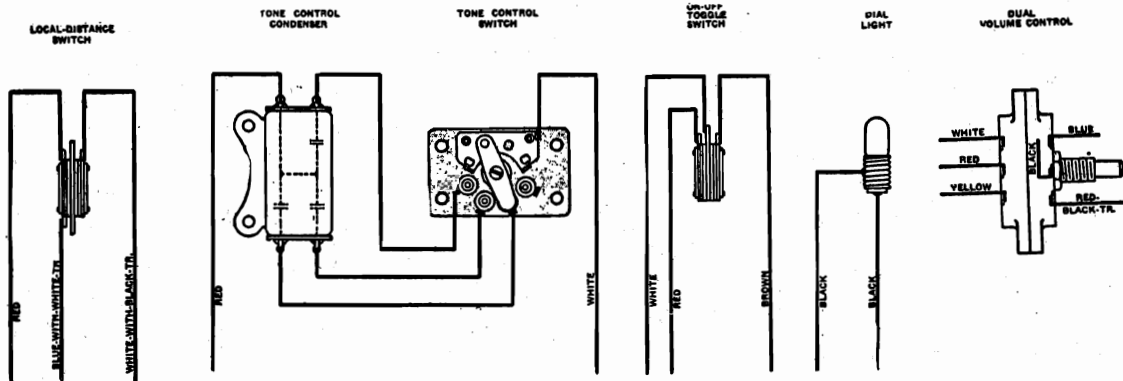 LOCAL-DISTANCE
SWITCH
TONE CONTROL
CONDENSER
TONE CONTROL
SWITCH
ON-OFF
TOGGLE
SWITCH
DIAL
LIGHT
DUAL
VOLUME CONTROL
RED
BLUE-WITH-WHITE-TR.
WHITE-WITH-BLACK-TR.
RED
WHITE
WHITE
RED
BROWN
BLACK
BLACK
WHITE
RED
YELLOW
BLACK
BLUE
RED-
BLACK-TR.